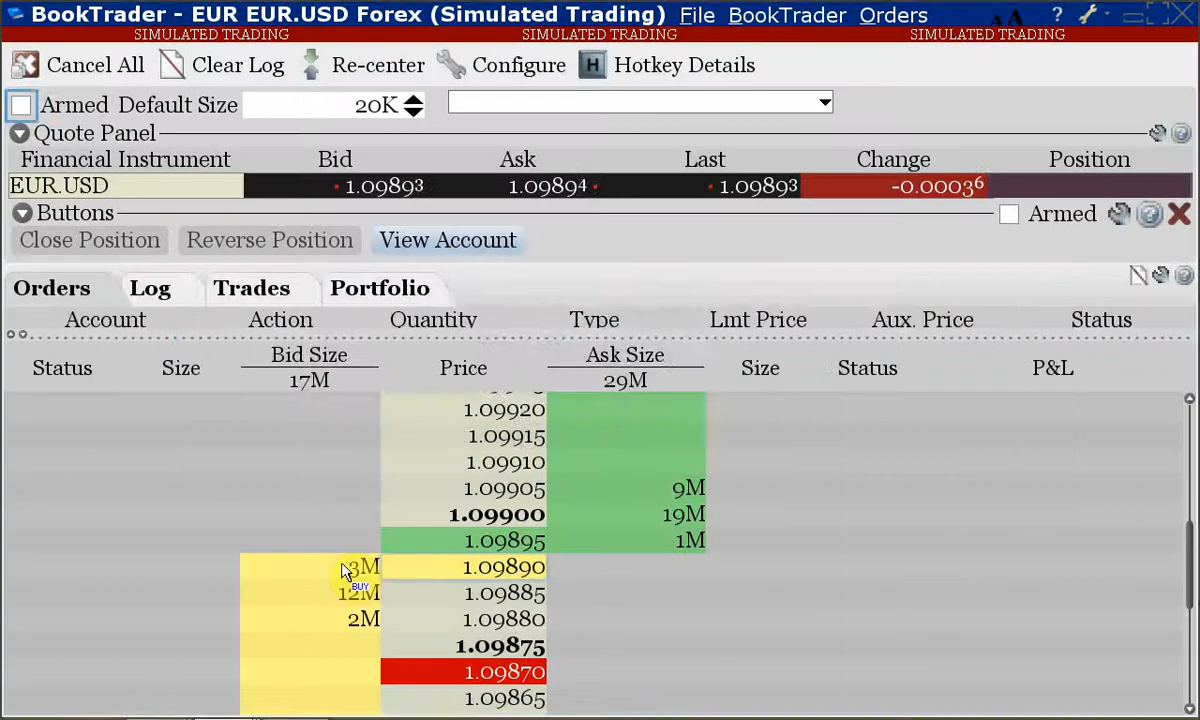 BookTrader - EUR EUR.USD Forex (Simulated Trading) File BookTrader Orders AA ?
SIMULATED TRADING SIMULATED TRADING SIMULATED TRADING
Cancel All Clear Log Re-center Configure H Hotkey Details
Armed Default Size 20K
Quote Panel
Financial Instrument Bid Ask Last Change Position
EUR.USD 1.09893 1.09894 1.09893 -0.00036
Buttons Armed
Close Position Reverse Position View Account
Orders Log Trades Portfolio
Account Action Quantity Type Lmt Price Aux. Price Status
Status Size Bid Size Price Ask Size Size Status P&L
17M 29M
1.09920
1.09915
1.09910
1.09905 9M
1.09900 19M
1.09895 1M
3M 1.09890
BUY
12M 1.09885
2M 1.09880
1.09875
1.09870
1.09865